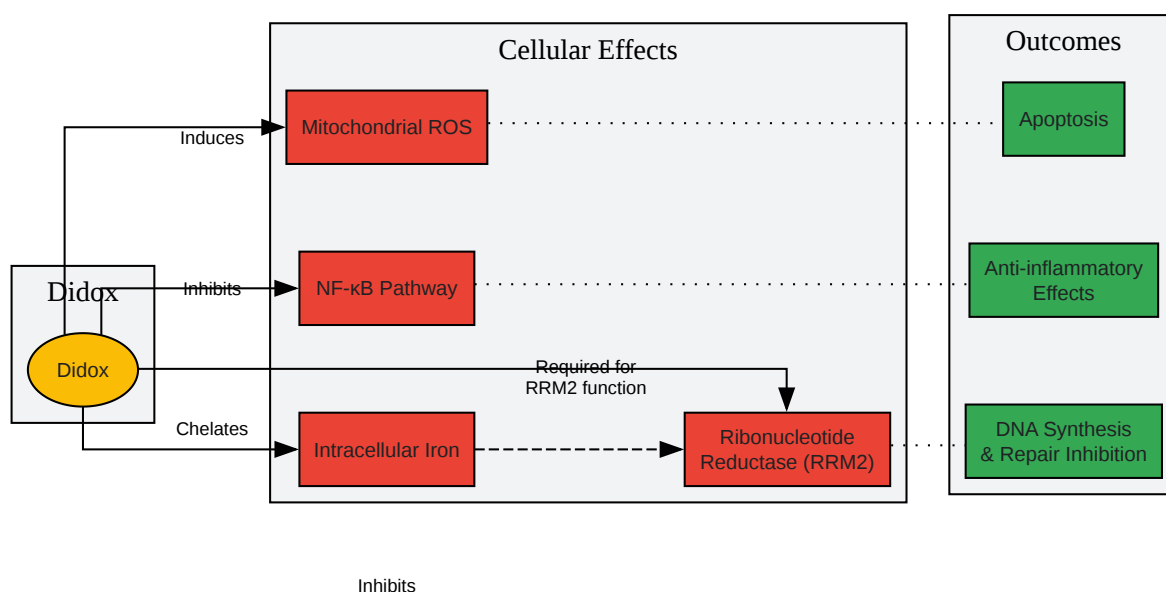 Cellular Effects
Outcomes
Mitochondrial ROS
Apoptosis
Induces
Didox
Inhibits
NF-κB Pathway
Anti-inflammatory
Effects
Didox
Required for
RRM2 function
Chelates
Intracellular Iron
Ribonucleotide
Reductase (RRM2)
DNA Synthesis
& Repair Inhibition
Inhibits